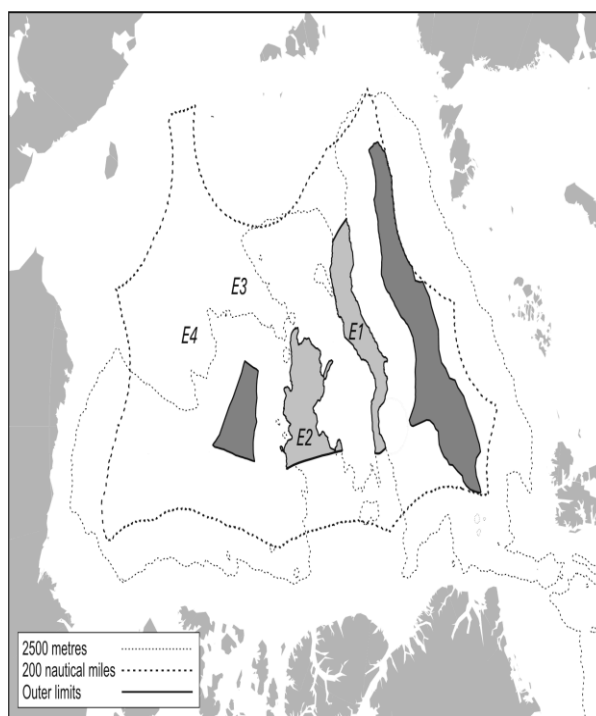 E3
E4
E1
E2
2500 metres
200 nautical miles
Outer limits